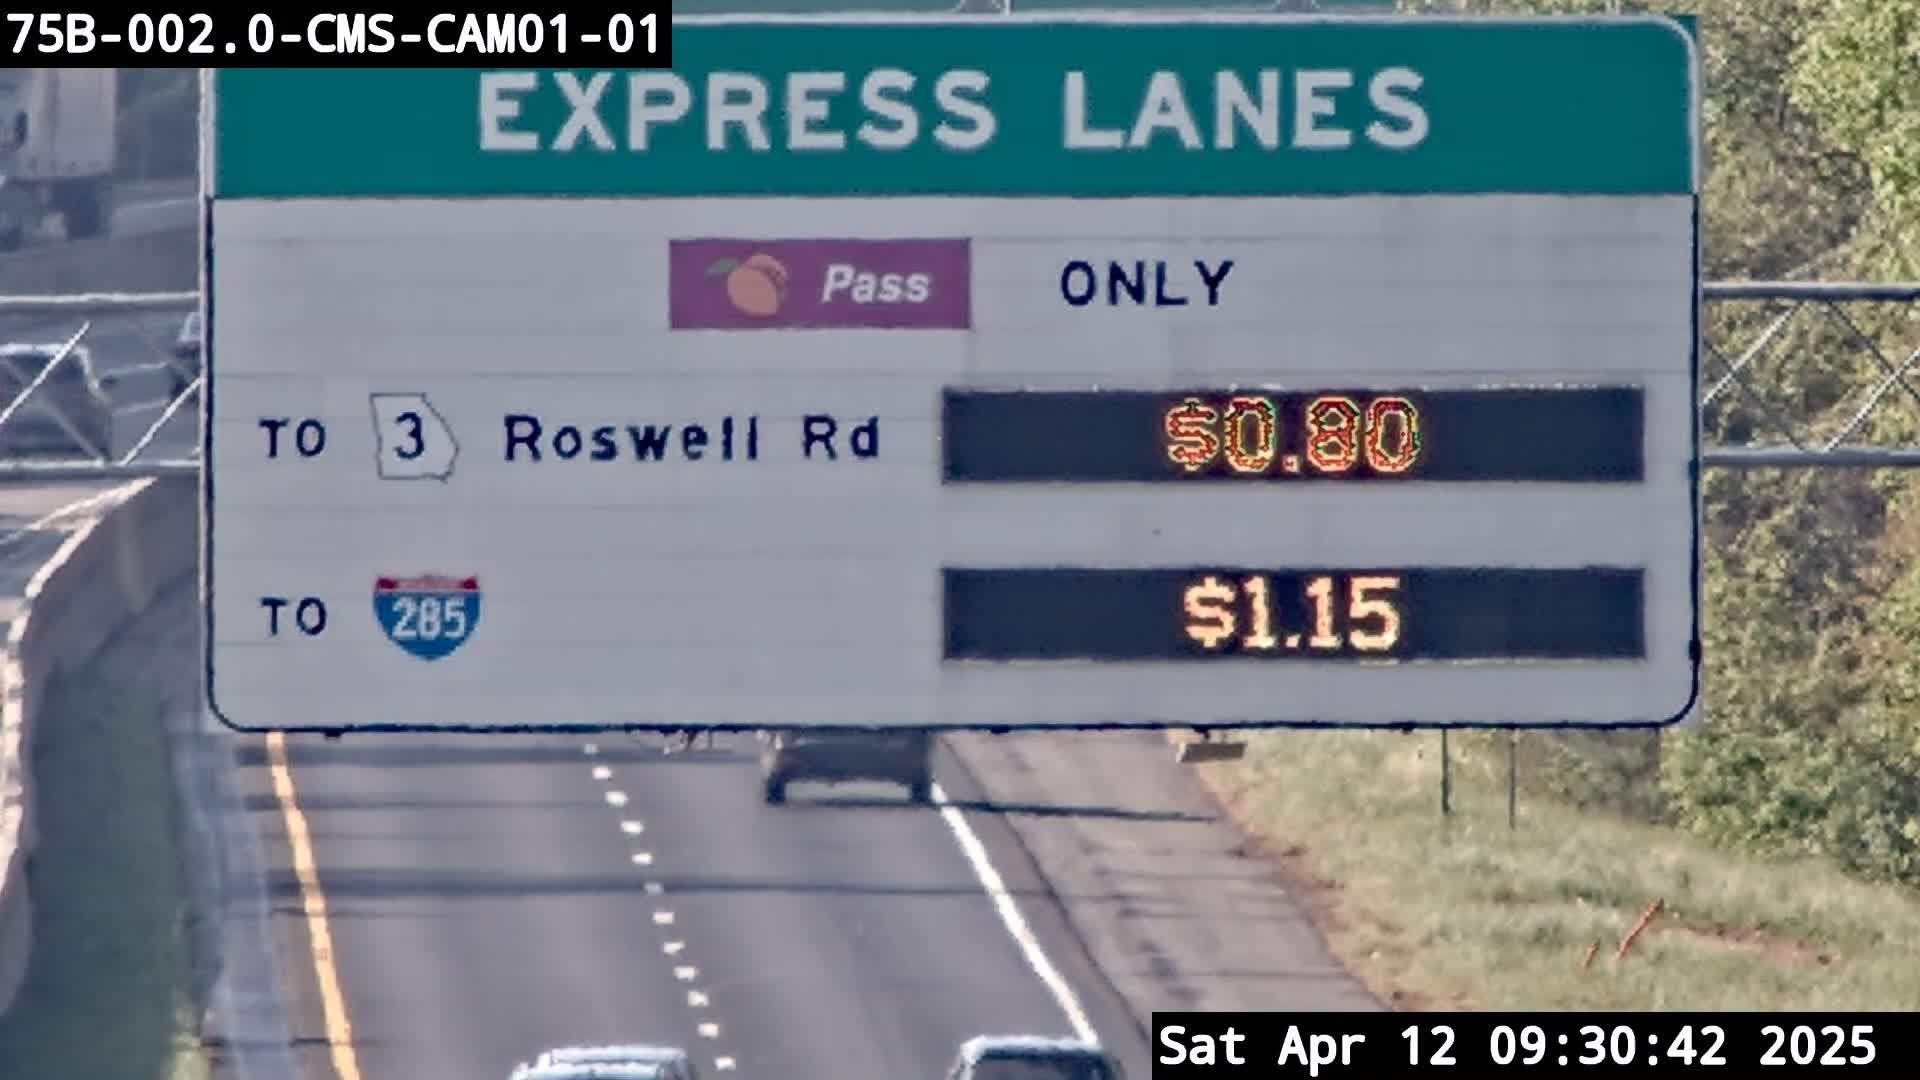 75B-002.0-CMS-CAM01-01
EXPRESS LANES
Pass ONLY
TO 3 Roswell Rd $0.80
TO 285 $1.15
Sat Apr 12 09:30:42 2025